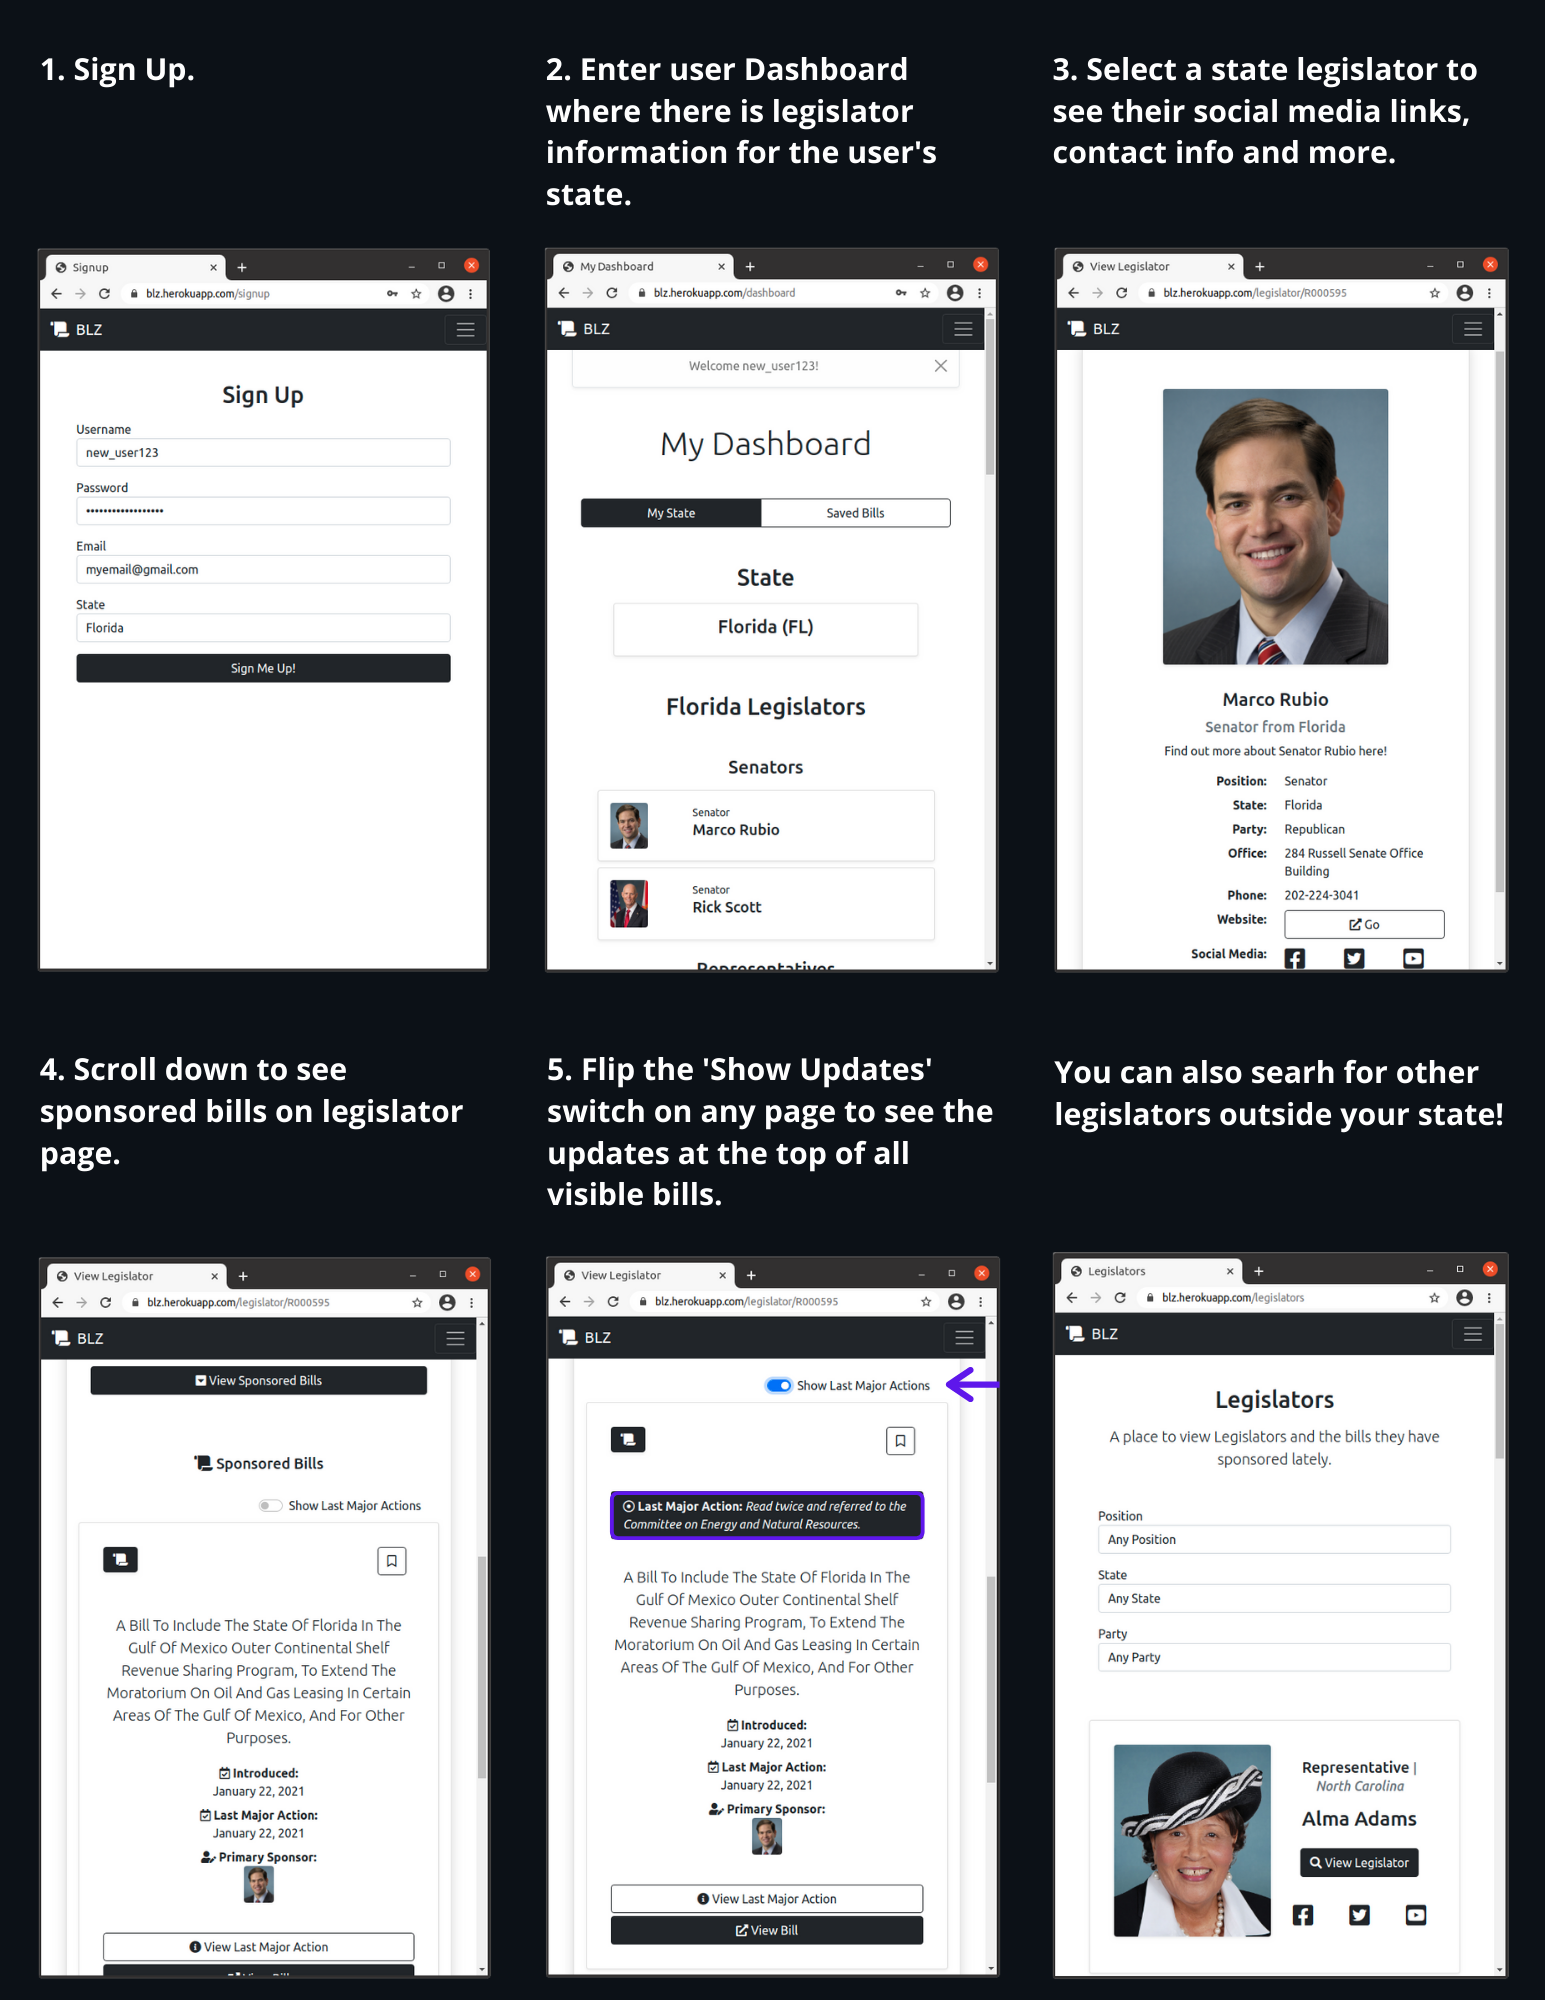 1. Sign Up.
Signup
blz.herokuapp.com/signup
BLZ
Sign Up
Username
new_user123
Password
••••••••••••••••••
Email
myemail@gmail.com
State
Florida
Sign Me Up!
2. Enter user Dashboard
where there is legislator
information for the user's
state.
My Dashboard
blz.herokuapp.com/dashboard
BLZ
Welcome new_user123!
My Dashboard
My State
Saved Bills
State
Florida (FL)
Florida Legislators
Senators
Senator
Marco Rubio
Senator
Rick Scott
Representatives
3. Select a state legislator to
see their social media links,
contact info and more.
View Legislator
blz.herokuapp.com/legislator/R000595
BLZ
Marco Rubio
Senator from Florida
Find out more about Senator Rubio here!
Position: Senator
State: Florida
Party: Republican
Office: 284 Russell Senate Office
Building
Phone: 202-224-3041
Website: Go
Social Media:
4. Scroll down to see
sponsored bills on legislator
page.
View Legislator
blz.herokuapp.com/legislator/R000595
BLZ
View Sponsored Bills
Sponsored Bills
Show Last Major Actions
A Bill To Include The State Of Florida In The
Gulf Of Mexico Outer Continental Shelf
Revenue Sharing Program, To Extend The
Moratorium On Oil And Gas Leasing In Certain
Areas Of The Gulf Of Mexico, And For Other
Purposes.
Introduced:
January 22, 2021
Last Major Action:
January 22, 2021
Primary Sponsor:
View Last Major Action
View Bill
5. Flip the 'Show Updates'
switch on any page to see the
updates at the top of all
visible bills.
View Legislator
blz.herokuapp.com/legislator/R000595
BLZ
Show Last Major Actions
Last Major Action: Read twice and referred to the
Committee on Energy and Natural Resources.
A Bill To Include The State Of Florida In The
Gulf Of Mexico Outer Continental Shelf
Revenue Sharing Program, To Extend The
Moratorium On Oil And Gas Leasing In Certain
Areas Of The Gulf Of Mexico, And For Other
Purposes.
Introduced:
January 22, 2021
Last Major Action:
January 22, 2021
Primary Sponsor:
View Last Major Action
View Bill
You can also searh for other
legislators outside your state!
Legislators
blz.herokuapp.com/legislators
BLZ
Legislators
A place to view Legislators and the bills they have
sponsored lately.
Position
Any Position
State
Any State
Party
Any Party
Representative |
North Carolina
Alma Adams
View Legislator